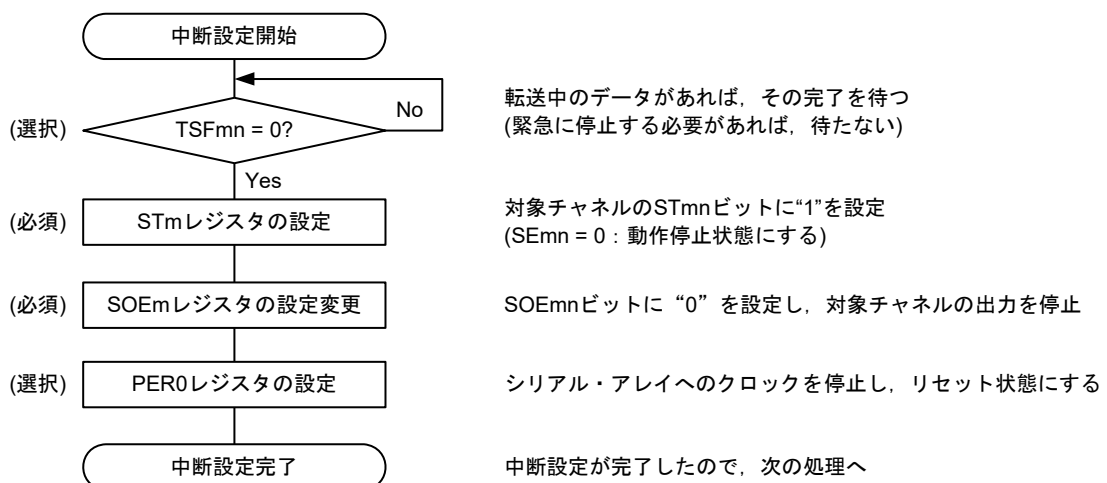 中断設定開始
No
転送中のデータがあれば，その完了を待つ
(選択)
TSFmn = 0?
(緊急に停止する必要があれば，待たない)
Yes
(必須)
STmレジスタの設定
対象チャネルのSTmnビットに“1”を設定
(SEmn = 0：動作停止状態にする)
(必須)
SOEmレジスタの設定変更
SOEmnビットに“0”を設定し，対象チャネルの出力を停止
(選択)
PER0レジスタの設定
シリアル・アレイへのクロックを停止し，リセット状態にする
中断設定完了
中断設定が完了したので，次の処理へ